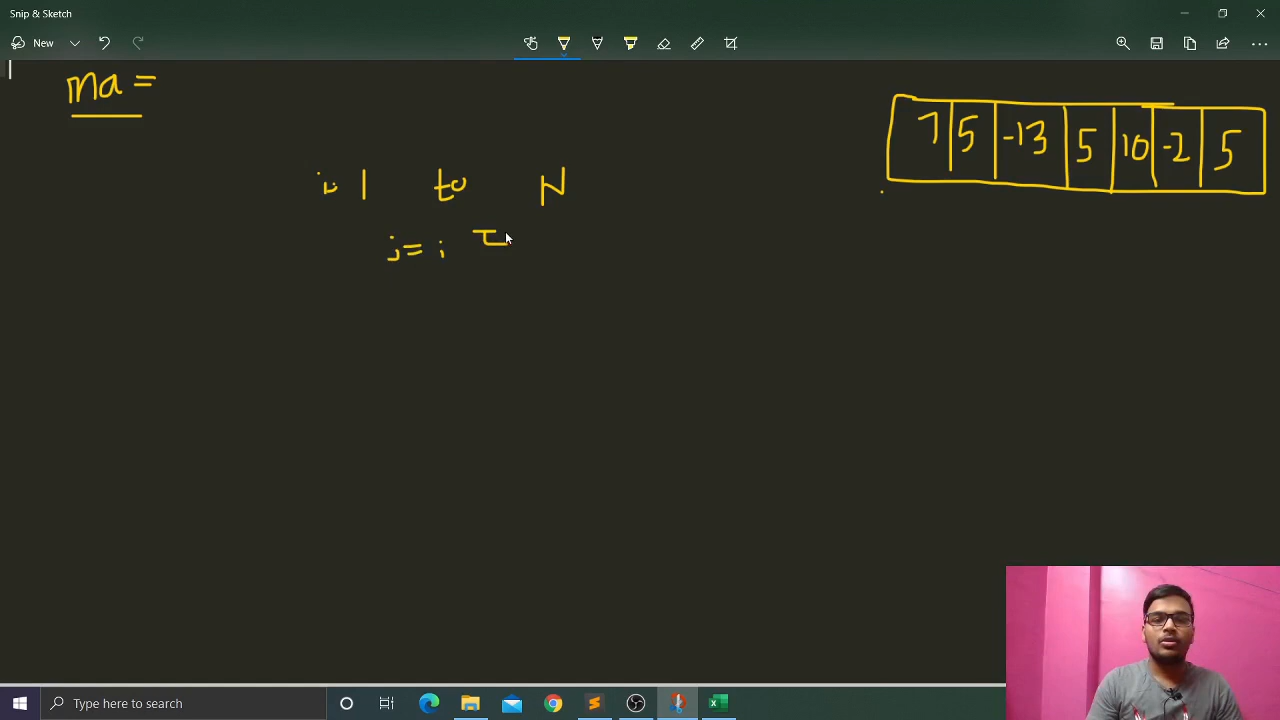 Snip & Sketch
New
ma =
7 5 -13 5 10 -2 5
i: 1 to N
j = i
Type here to search